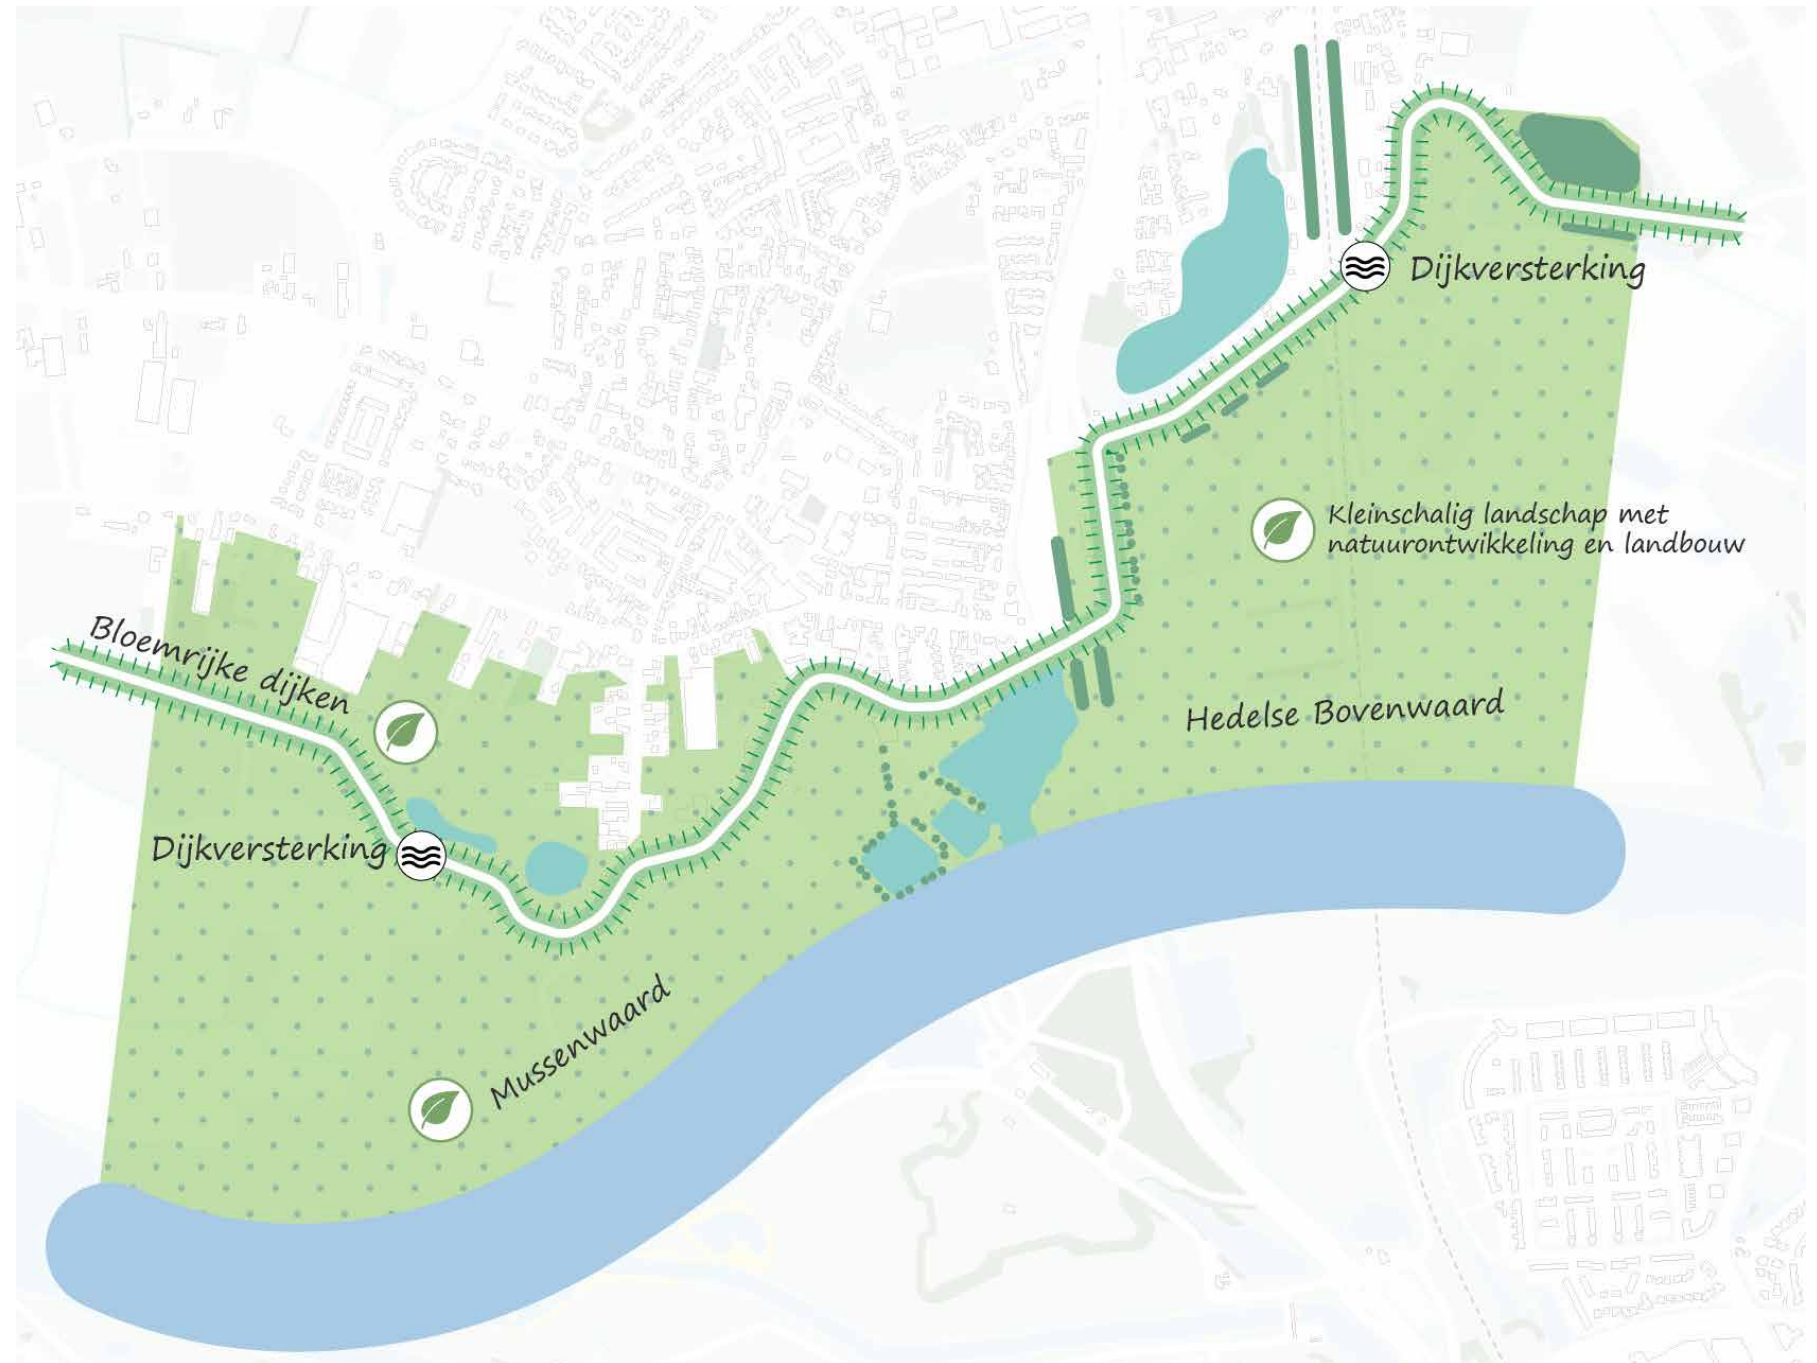 Dijkversterking
Kleinschalig landschap met
natuurontwikkeling en landbouw
Bloemrijke dijken
Hedelse Bovenwaard
Dijkversterking
Mussenwaard